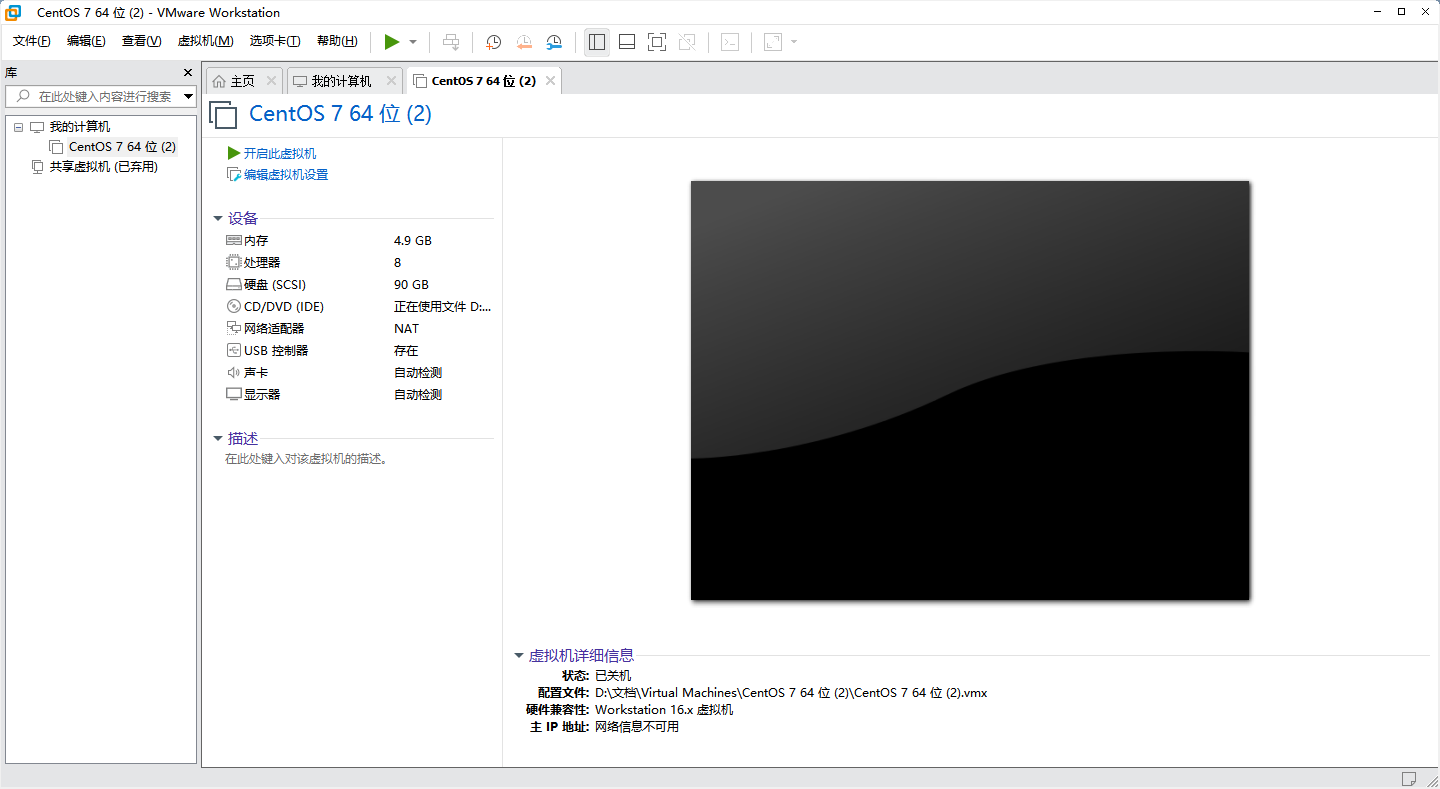 CentOS 7 64 位 (2) - VMware Workstation
文件(F) 编辑(E) 查看(V) 虚拟机(M) 选项卡(T) 帮助(H)
库
在此处键入内容进行搜索
我的计算机
CentOS 7 64 位 (2)
共享虚拟机 (已弃用)
主页 我的计算机 CentOS 7 64 位 (2)
CentOS 7 64 位 (2)
开启此虚拟机
编辑虚拟机设置
设备
内存 4.9 GB
处理器 8
硬盘 (SCSI) 90 GB
CD/DVD (IDE) 正在使用文件 D:...
网络适配器 NAT
USB 控制器 存在
声卡 自动检测
显示器 自动检测
描述
在此处键入对该虚拟机的描述。
虚拟机详细信息
状态: 已关机
配置文件: D:\文档\Virtual Machines\CentOS 7 64 位 (2)\CentOS 7 64 位 (2).vmx
硬件兼容性: Workstation 16.x 虚拟机
主 IP 地址: 网络信息不可用